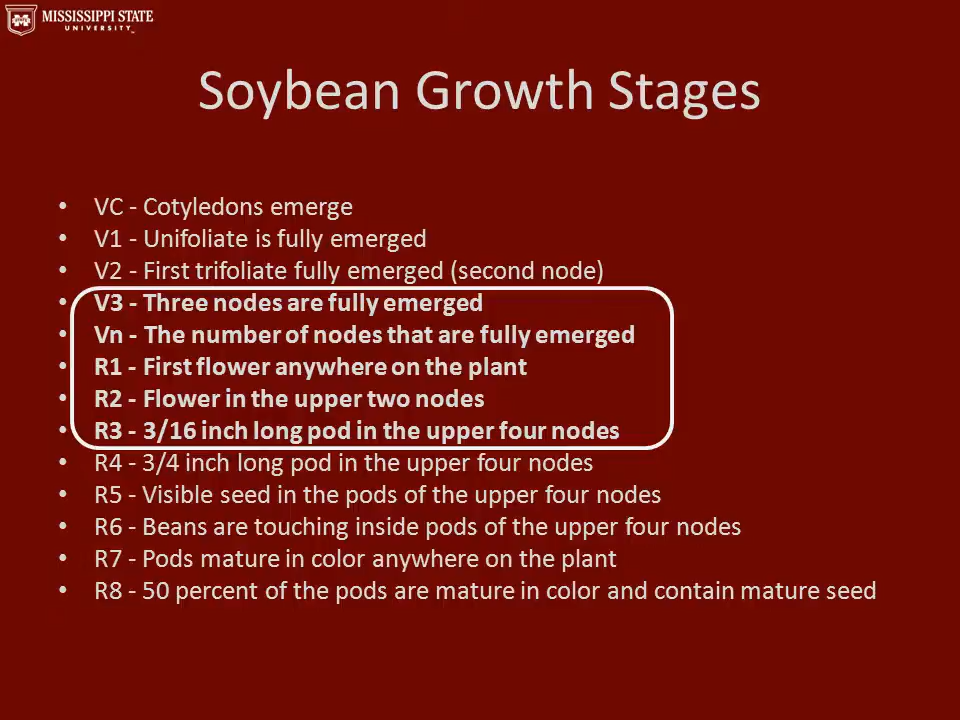 MISSISSIPPI STATE
UNIVERSITY™
Soybean Growth Stages
• VC - Cotyledons emerge
• V1 - Unifoliate is fully emerged
• V2 - First trifoliate fully emerged (second node)
• V3 - Three nodes are fully emerged
• Vn - The number of nodes that are fully emerged
• R1 - First flower anywhere on the plant
• R2 - Flower in the upper two nodes
• R3 - 3/16 inch long pod in the upper four nodes
• R4 - 3/4 inch long pod in the upper four nodes
• R5 - Visible seed in the pods of the upper four nodes
• R6 - Beans are touching inside pods of the upper four nodes
• R7 - Pods mature in color anywhere on the plant
• R8 - 50 percent of the pods are mature in color and contain mature seed